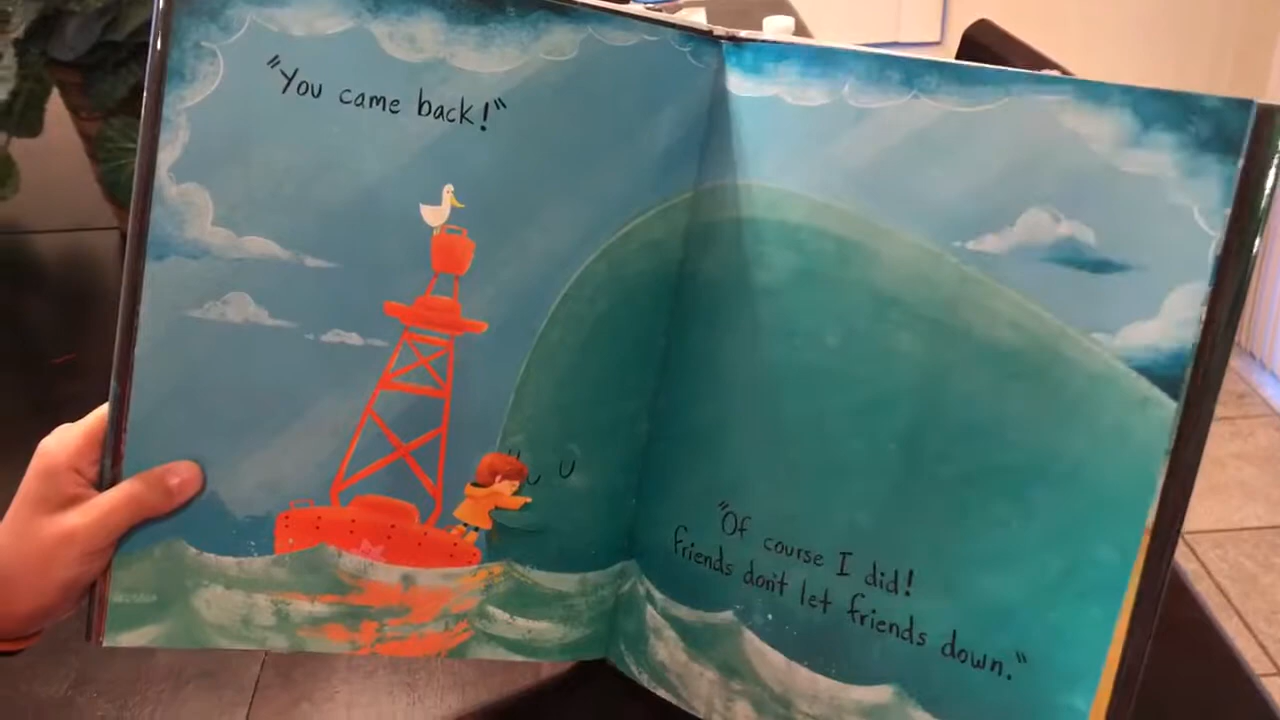 "You came back!"
"Of course I did!
friends don't let friends down."